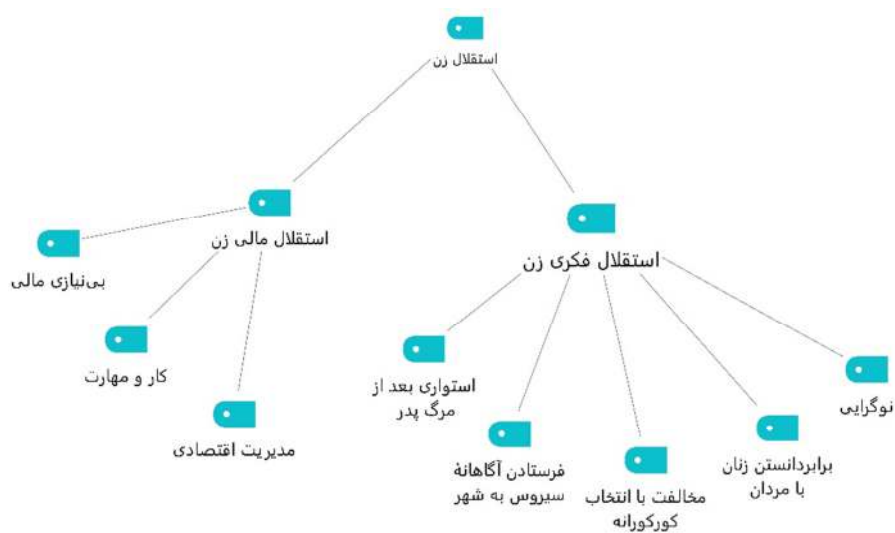 استقلال زن
استقلال مالی زن
استقلال فکری زن
بی‌نیازی مالی
کار و مهارت
مدیریت اقتصادی
استواری بعد از
مرگ پدر
فرستادن آگاهانهٔ
سیروس به شهر
مخالفت با انتخاب
کورکورانه
برابردانستن زنان
با مردان
نوگرایی